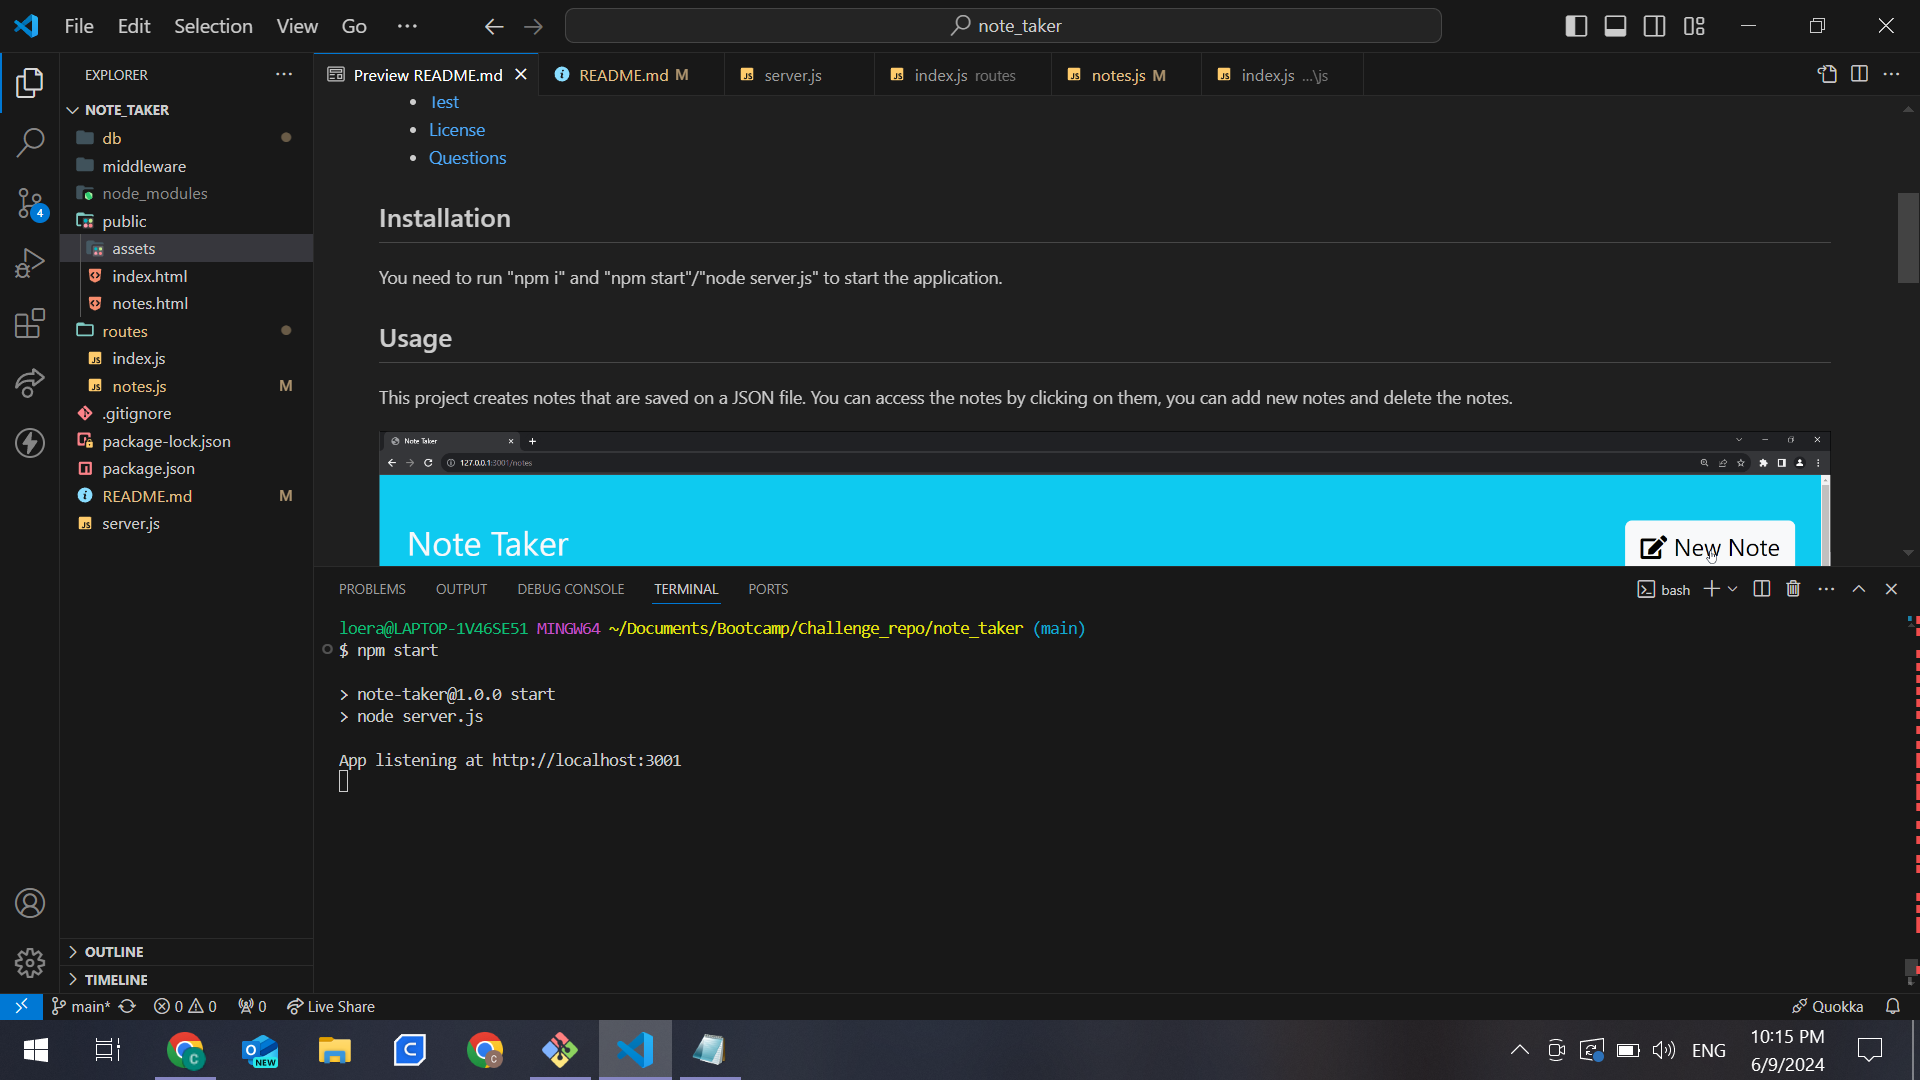 File Edit Selection View Go ··· note_taker
EXPLORER
NOTE_TAKER
db
middleware
node_modules
public
assets
index.html
notes.html
routes
index.js
notes.js M
.gitignore
package-lock.json
package.json
README.md M
server.js
OUTLINE
TIMELINE
4
Preview README.md README.md M server.js index.js routes notes.js M index.js ...\js
Test
License
Questions
Installation
You need to run "npm i" and "npm start"/"node server.js" to start the application.
Usage
This project creates notes that are saved on a JSON file. You can access the notes by clicking on them, you can add new notes and delete the notes.
Note Taker
127.0.0.1:3001/notes
Note Taker New Note
PROBLEMS OUTPUT DEBUG CONSOLE TERMINAL PORTS bash
loera@LAPTOP-1V46SE51 MINGW64 ~/Documents/Bootcamp/Challenge_repo/note_taker (main)
$ npm start
> note-taker@1.0.0 start
> node server.js
App listening at http://localhost:3001
main* 0 0 0 Live Share Quokka
NEW
ENG
10:15 PM
6/9/2024